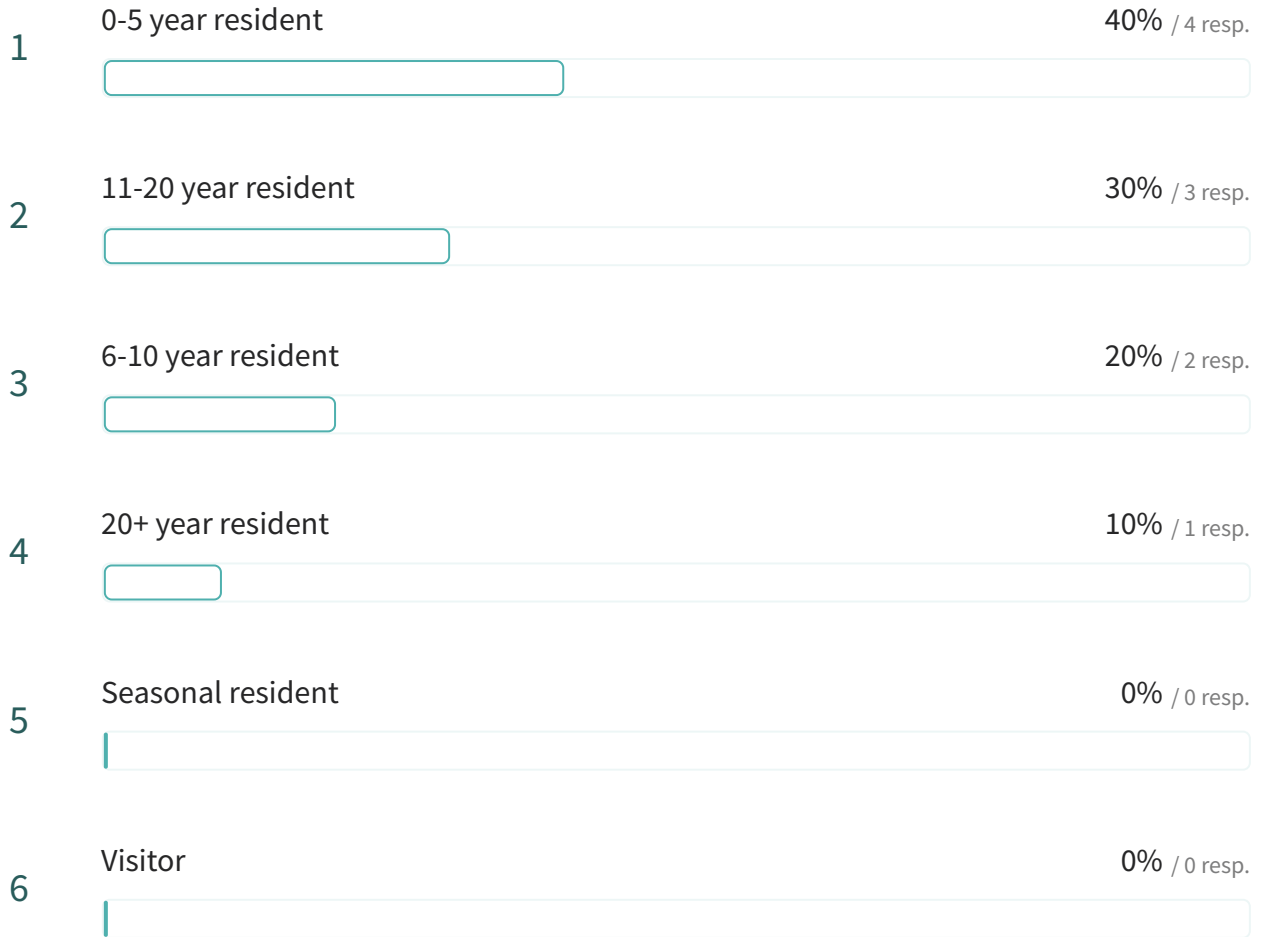 1
0-5 year resident 40% / 4 resp.
2
11-20 year resident 30% / 3 resp.
3
6-10 year resident 20% / 2 resp.
4
20+ year resident 10% / 1 resp.
5
Seasonal resident 0% / 0 resp.
6
Visitor 0% / 0 resp.